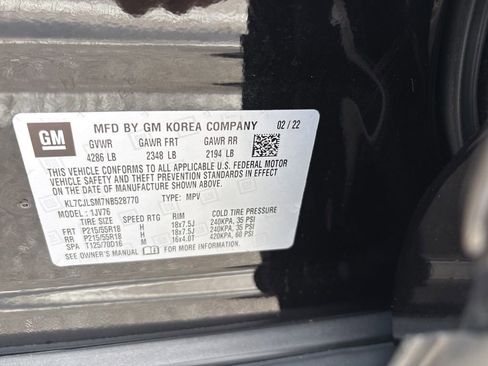 GM
MFD BY GM KOREA COMPANY 02 / 22
GVWR GAWR FRT GAWR RR
4286 LB 2348 LB 2194 LB
THIS VEHICLE CONFORMS TO ALL APPLICABLE U.S. FEDERAL MOTOR
VEHICLE SAFETY AND THEFT PREVENTION STANDARDS IN EFFECT
ON THE DATE OF MANUFACTURE SHOWN ABOVE.
KL7CJLSM7NB528770 TYPE: MPV
MODEL: 1JV76
TIRE SIZE SPEED RTG RIM COLD TIRE PRESSURE
FRT P215/55R18 H 18x7.5J 240KPA, 35 PSI
RR P215/55R18 H 18x7.5J 240KPA, 35 PSI
SPA T125/70D16 M 16x4.0T 420KPA, 60 PSI
SEE OWNER'S MANUAL FOR MORE INFORMATION